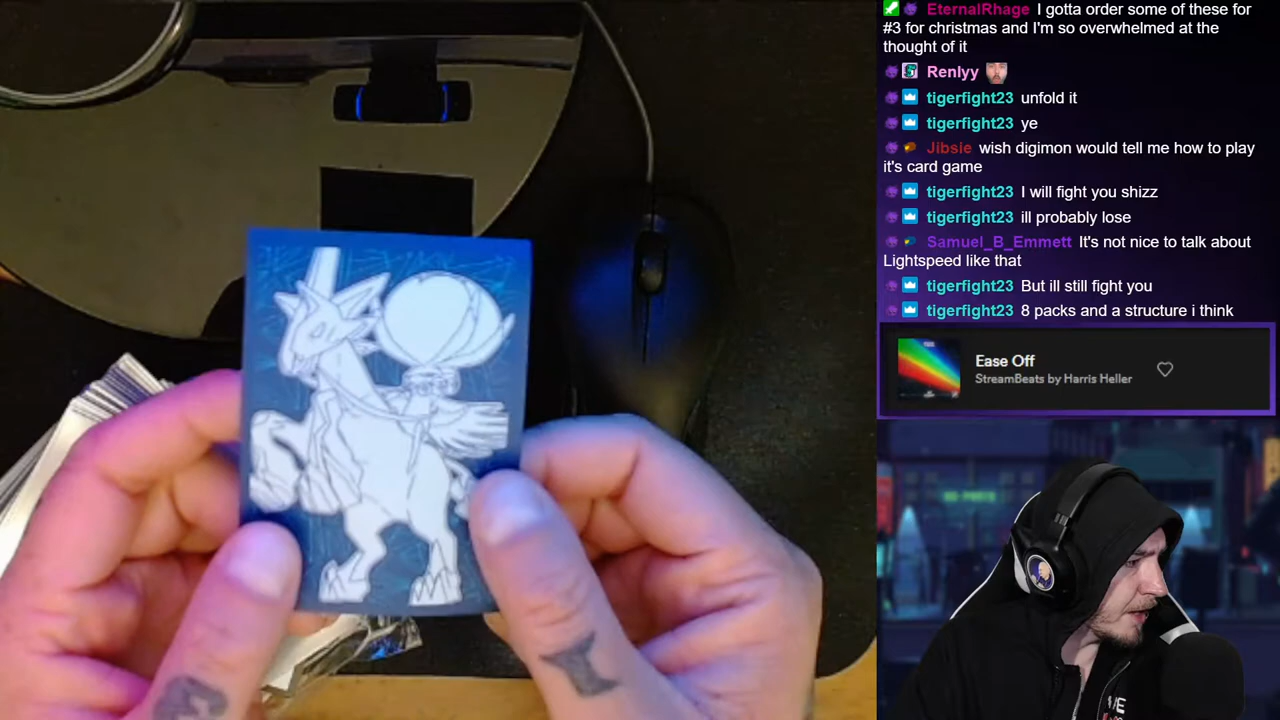 EternalRhage I gotta order some of these for
#3 for christmas and I'm so overwhelmed at the
thought of it
Renlyy
tigerfight23 unfold it
tigerfight23 ye
Jibsie wish digimon would tell me how to play
it's card game
tigerfight23 I will fight you shizz
tigerfight23 ill probably lose
Samuel_B_Emmett It's not nice to talk about
Lightspeed like that
tigerfight23 But ill still fight you
tigerfight23 8 packs and a structure i think
Ease Off
StreamBeats by Harris Heller